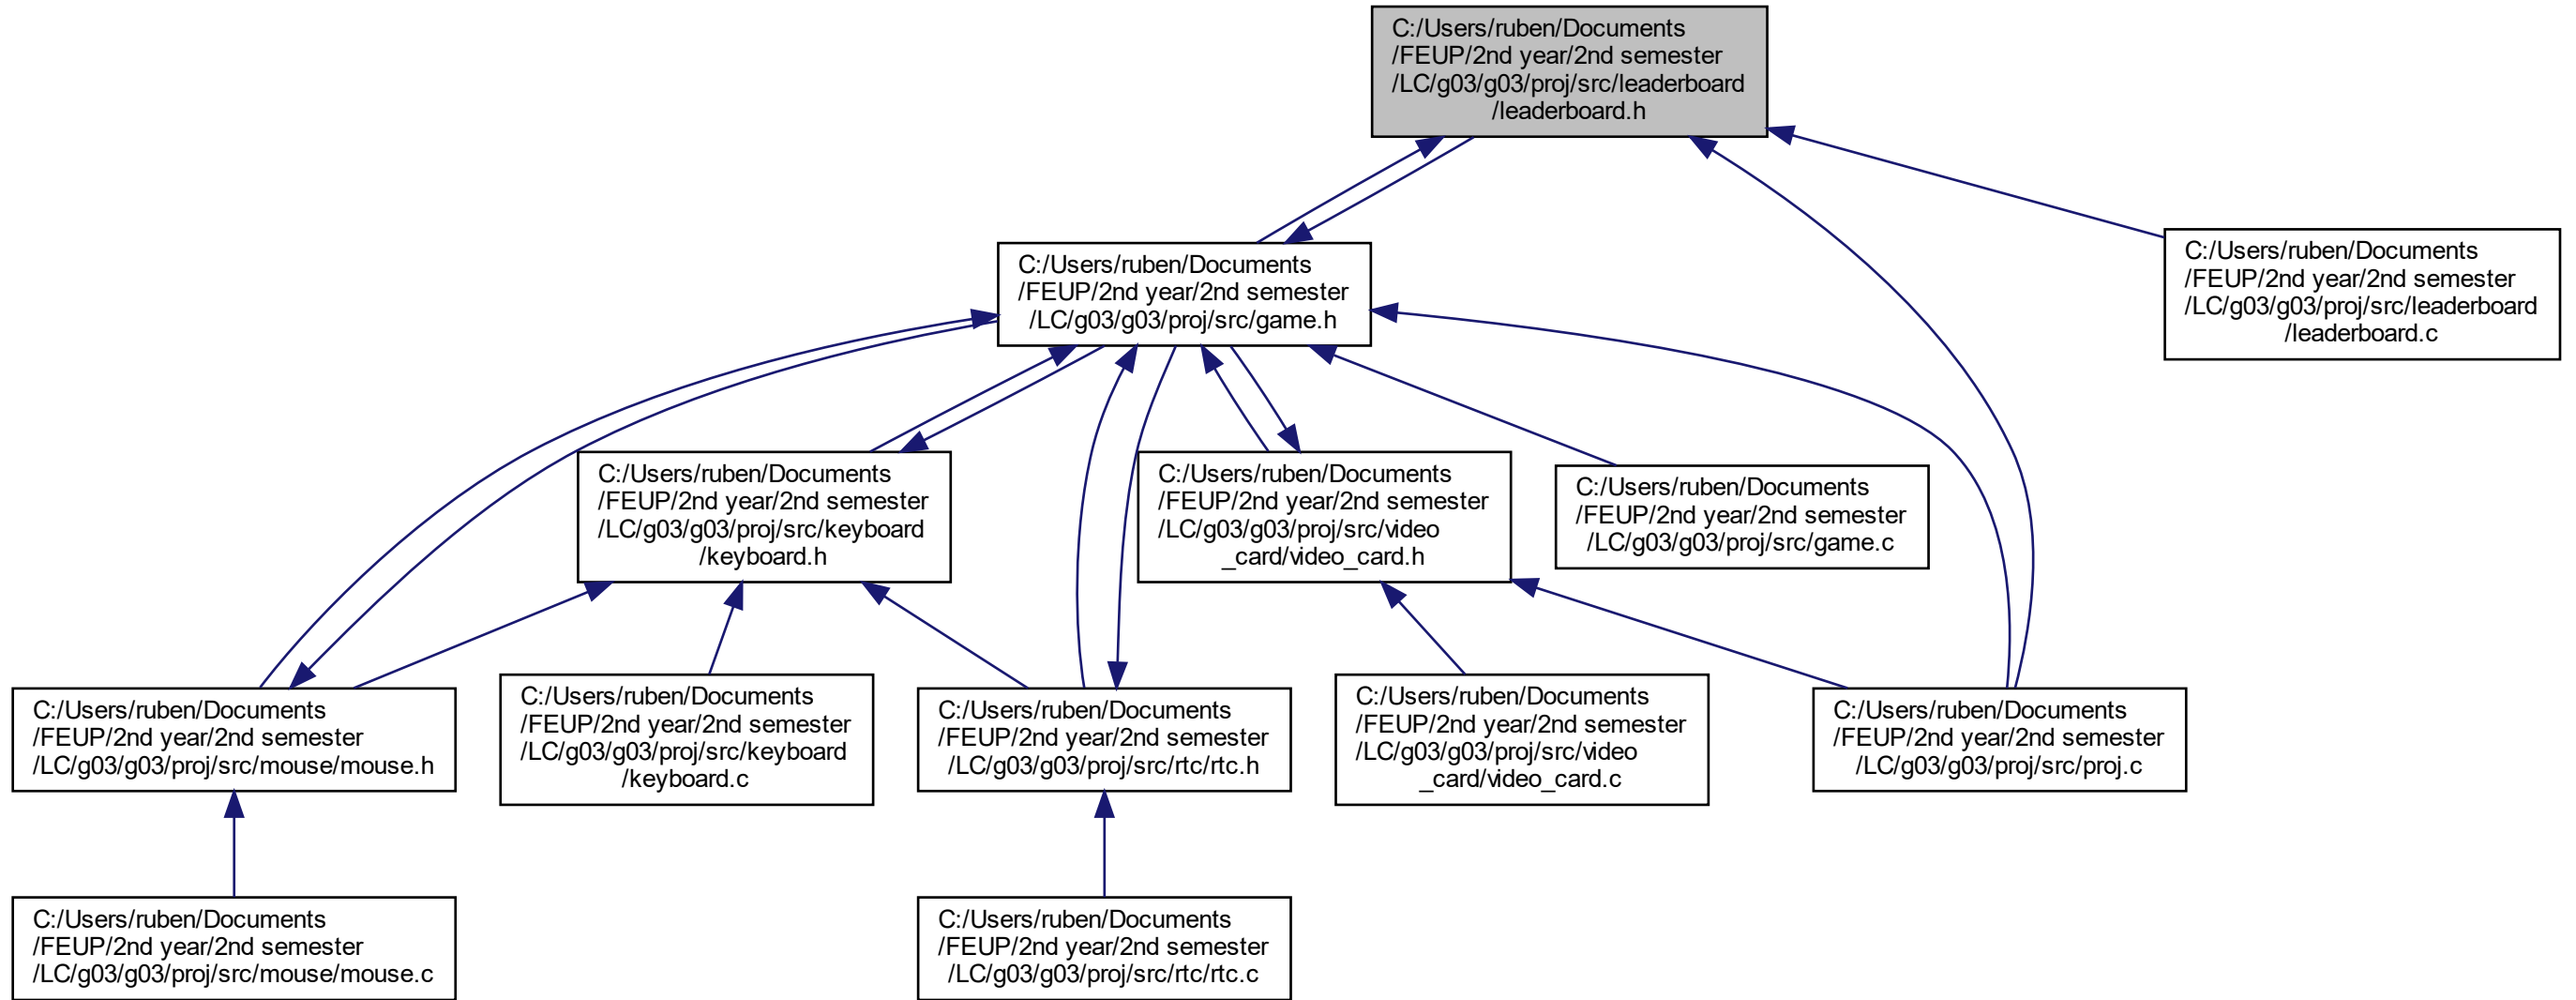 C:/Users/ruben/Documents
/FEUP/2nd year/2nd semester
/LC/g03/g03/proj/src/leaderboard
/leaderboard.h
C:/Users/ruben/Documents
/FEUP/2nd year/2nd semester
/LC/g03/g03/proj/src/game.h
C:/Users/ruben/Documents
/FEUP/2nd year/2nd semester
/LC/g03/g03/proj/src/leaderboard
/leaderboard.c
C:/Users/ruben/Documents
/FEUP/2nd year/2nd semester
/LC/g03/g03/proj/src/keyboard
/keyboard.h
C:/Users/ruben/Documents
/FEUP/2nd year/2nd semester
/LC/g03/g03/proj/src/video
_card/video_card.h
C:/Users/ruben/Documents
/FEUP/2nd year/2nd semester
/LC/g03/g03/proj/src/game.c
C:/Users/ruben/Documents
/FEUP/2nd year/2nd semester
/LC/g03/g03/proj/src/mouse/mouse.h
C:/Users/ruben/Documents
/FEUP/2nd year/2nd semester
/LC/g03/g03/proj/src/keyboard
/keyboard.c
C:/Users/ruben/Documents
/FEUP/2nd year/2nd semester
/LC/g03/g03/proj/src/rtc/rtc.h
C:/Users/ruben/Documents
/FEUP/2nd year/2nd semester
/LC/g03/g03/proj/src/video
_card/video_card.c
C:/Users/ruben/Documents
/FEUP/2nd year/2nd semester
/LC/g03/g03/proj/src/proj.c
C:/Users/ruben/Documents
/FEUP/2nd year/2nd semester
/LC/g03/g03/proj/src/mouse/mouse.c
C:/Users/ruben/Documents
/FEUP/2nd year/2nd semester
/LC/g03/g03/proj/src/rtc/rtc.c